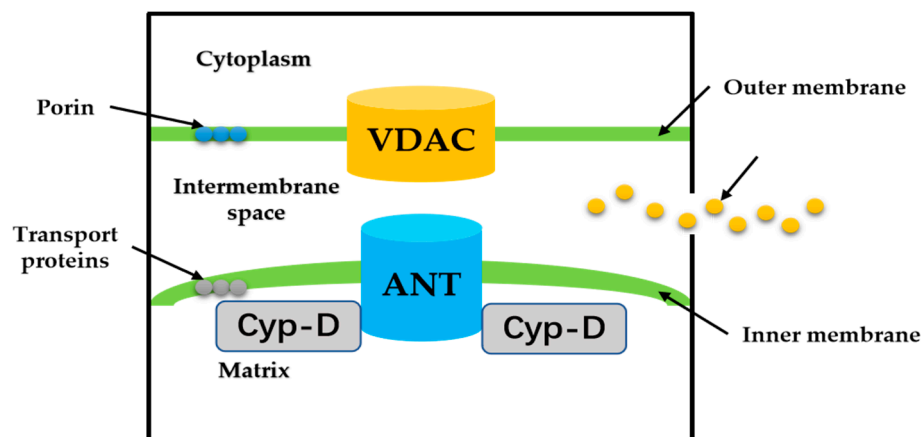 Cytoplasm
Porin
VDAC
Outer membrane
Intermembrane
space
Transport
proteins
ANT
Cyp-D
Cyp-D
Inner membrane
Matrix